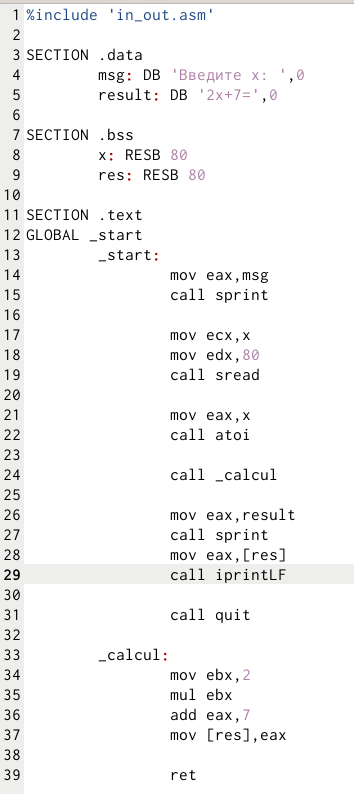 1 %include 'in_out.asm'
2
3 SECTION .data
4         msg: DB 'Введите x: ',0
5         result: DB '2x+7=',0
6
7 SECTION .bss
8         x: RESB 80
9         res: RESB 80
10
11 SECTION .text
12 GLOBAL _start
13         _start:
14                 mov eax,msg
15                 call sprint
16
17                 mov ecx,x
18                 mov edx,80
19                 call sread
20
21                 mov eax,x
22                 call atoi
23
24                 call _calcul
25
26                 mov eax,result
27                 call sprint
28                 mov eax,[res]
29                 call iprintLF
30
31                 call quit
32
33         _calcul:
34                 mov ebx,2
35                 mul ebx
36                 add eax,7
37                 mov [res],eax
38
39                 ret